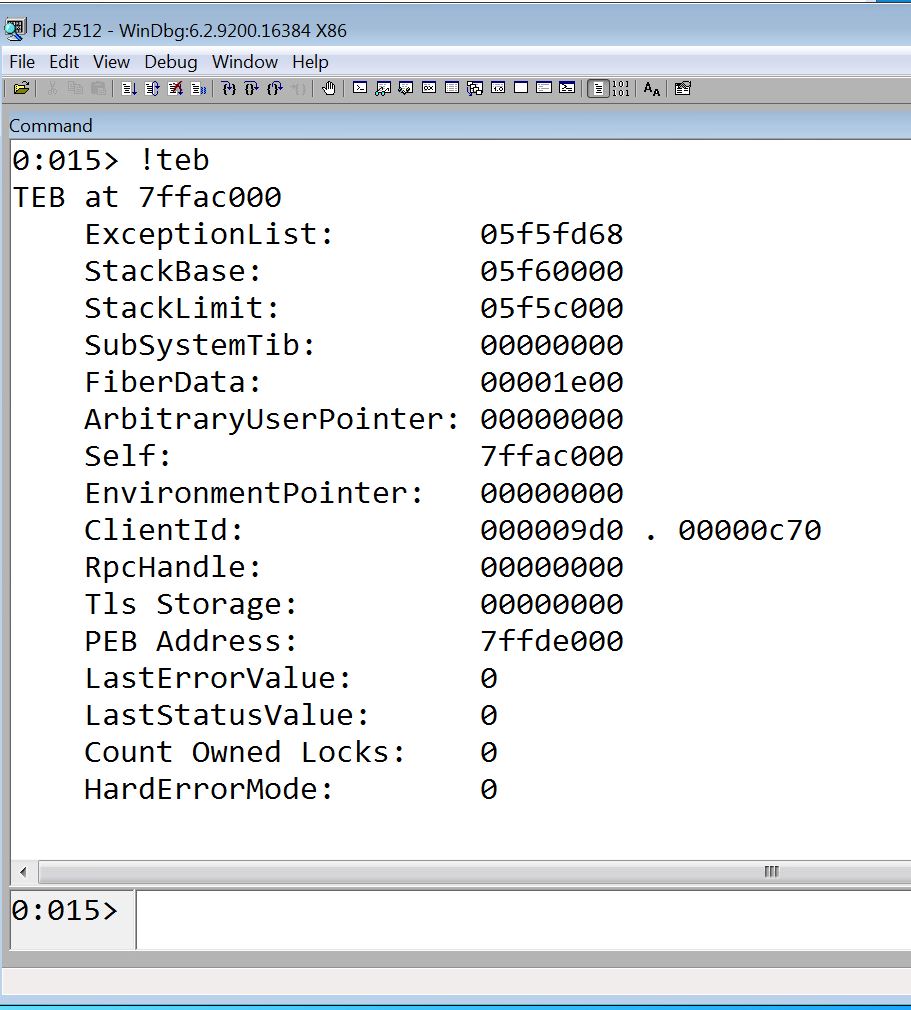 Pid 2512 - WinDbg:6.2.9200.16384 X86
File Edit View Debug Window Help
Command
0:015> !teb
TEB at 7ffac000
    ExceptionList:        05f5fd68
    StackBase:            05f60000
    StackLimit:           05f5c000
    SubSystemTib:         00000000
    FiberData:            00001e00
    ArbitraryUserPointer: 00000000
    Self:                 7ffac000
    EnvironmentPointer:   00000000
    ClientId:             000009d0 . 00000c70
    RpcHandle:            00000000
    Tls Storage:          00000000
    PEB Address:          7ffde000
    LastErrorValue:       0
    LastStatusValue:      0
    Count Owned Locks:    0
    HardErrorMode:        0
0:015>